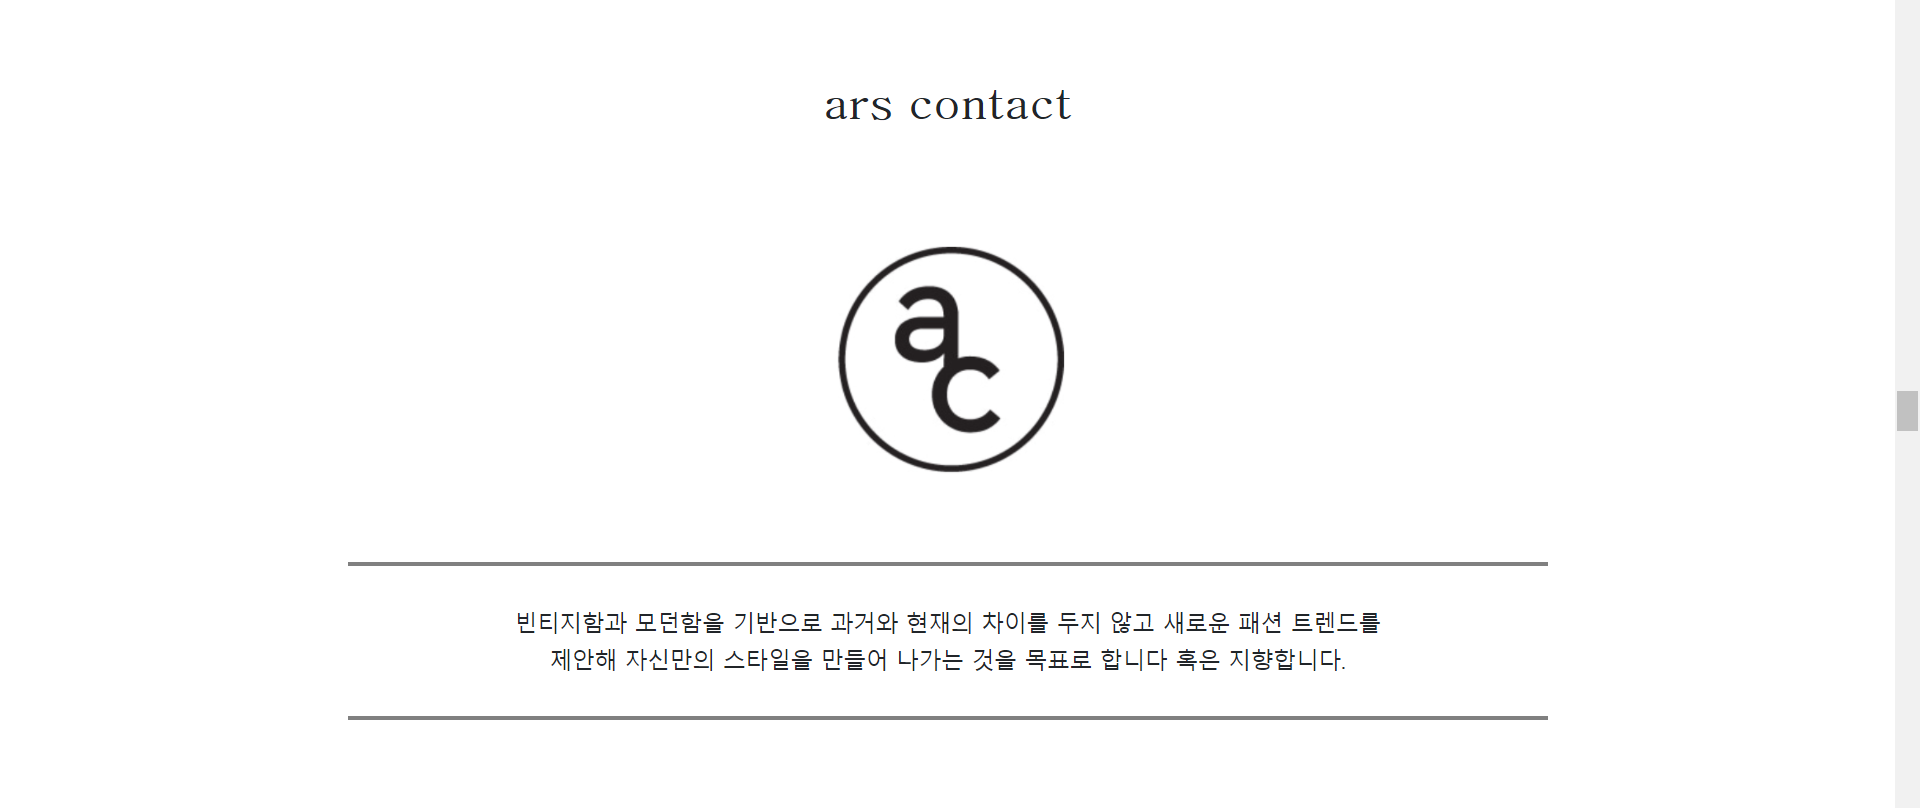 ars contact
ac
빈티지함과 모던함을 기반으로 과거와 현재의 차이를 두지 않고 새로운 패션 트렌드를
제안해 자신만의 스타일을 만들어 나가는 것을 목표로 합니다 혹은 지향합니다.